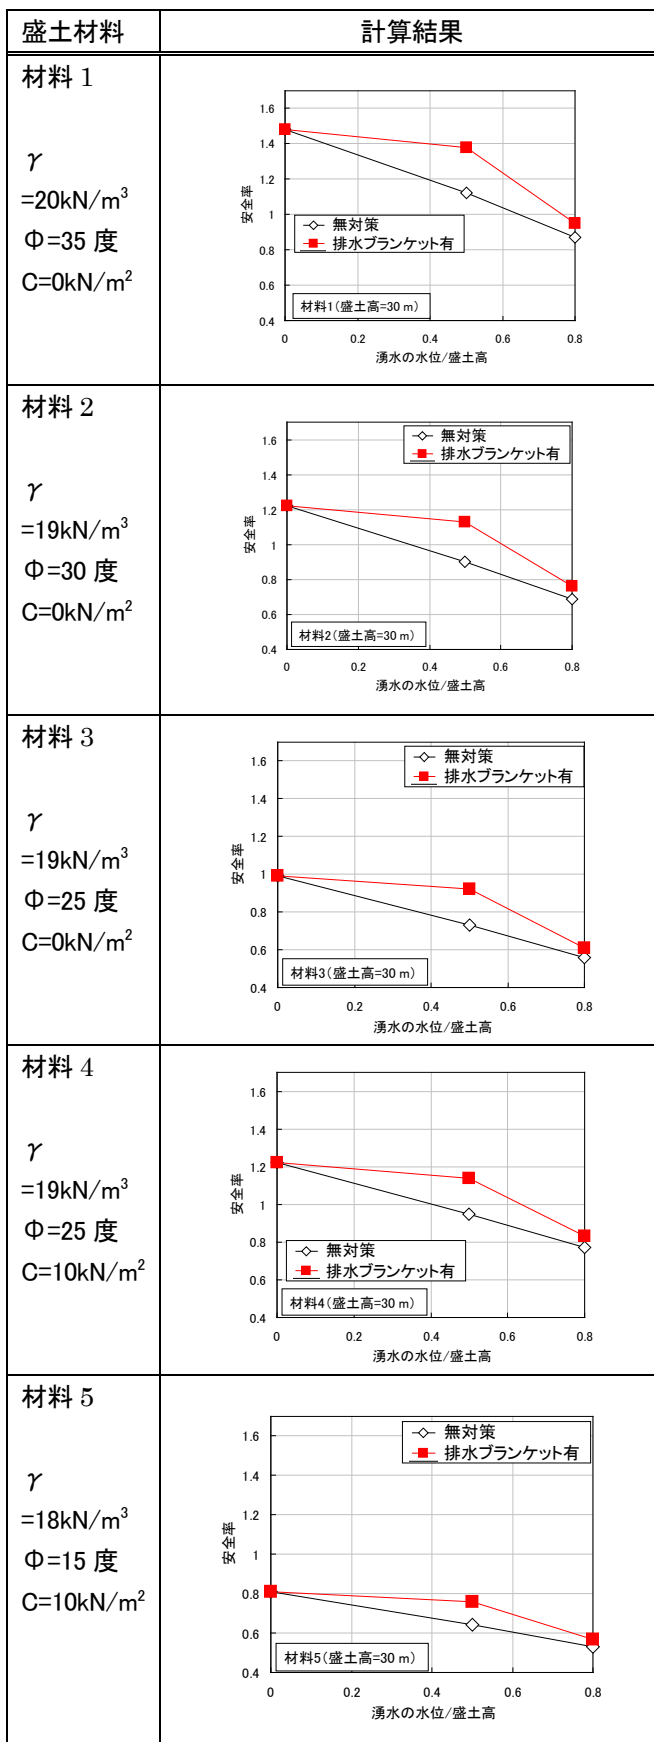 盛土材料
計算結果
材料 1
γ
=20kN/m³
Φ=35 度
C=0kN/m²
1.6
1.4
1.2
1
0.8
0.6
0.4
安全率
無対策
排水ブランケット有
材料1(盛土高=30 m)
0 0.2 0.4 0.6 0.8
湧水の水位/盛土高
材料 2
γ
=19kN/m³
Φ=30 度
C=0kN/m²
1.6
1.4
1.2
1
0.8
0.6
0.4
安全率
無対策
排水ブランケット有
材料2(盛土高=30 m)
0 0.2 0.4 0.6 0.8
湧水の水位/盛土高
材料 3
γ
=19kN/m³
Φ=25 度
C=0kN/m²
1.6
1.4
1.2
1
0.8
0.6
0.4
安全率
無対策
排水ブランケット有
材料3(盛土高=30 m)
0 0.2 0.4 0.6 0.8
湧水の水位/盛土高
材料 4
γ
=19kN/m³
Φ=25 度
C=10kN/m²
1.6
1.4
1.2
1
0.8
0.6
0.4
安全率
無対策
排水ブランケット有
材料4(盛土高=30 m)
0 0.2 0.4 0.6 0.8
湧水の水位/盛土高
材料 5
γ
=18kN/m³
Φ=15 度
C=10kN/m²
1.6
1.4
1.2
1
0.8
0.6
0.4
安全率
無対策
排水ブランケット有
材料5(盛土高=30 m)
0 0.2 0.4 0.6 0.8
湧水の水位/盛土高